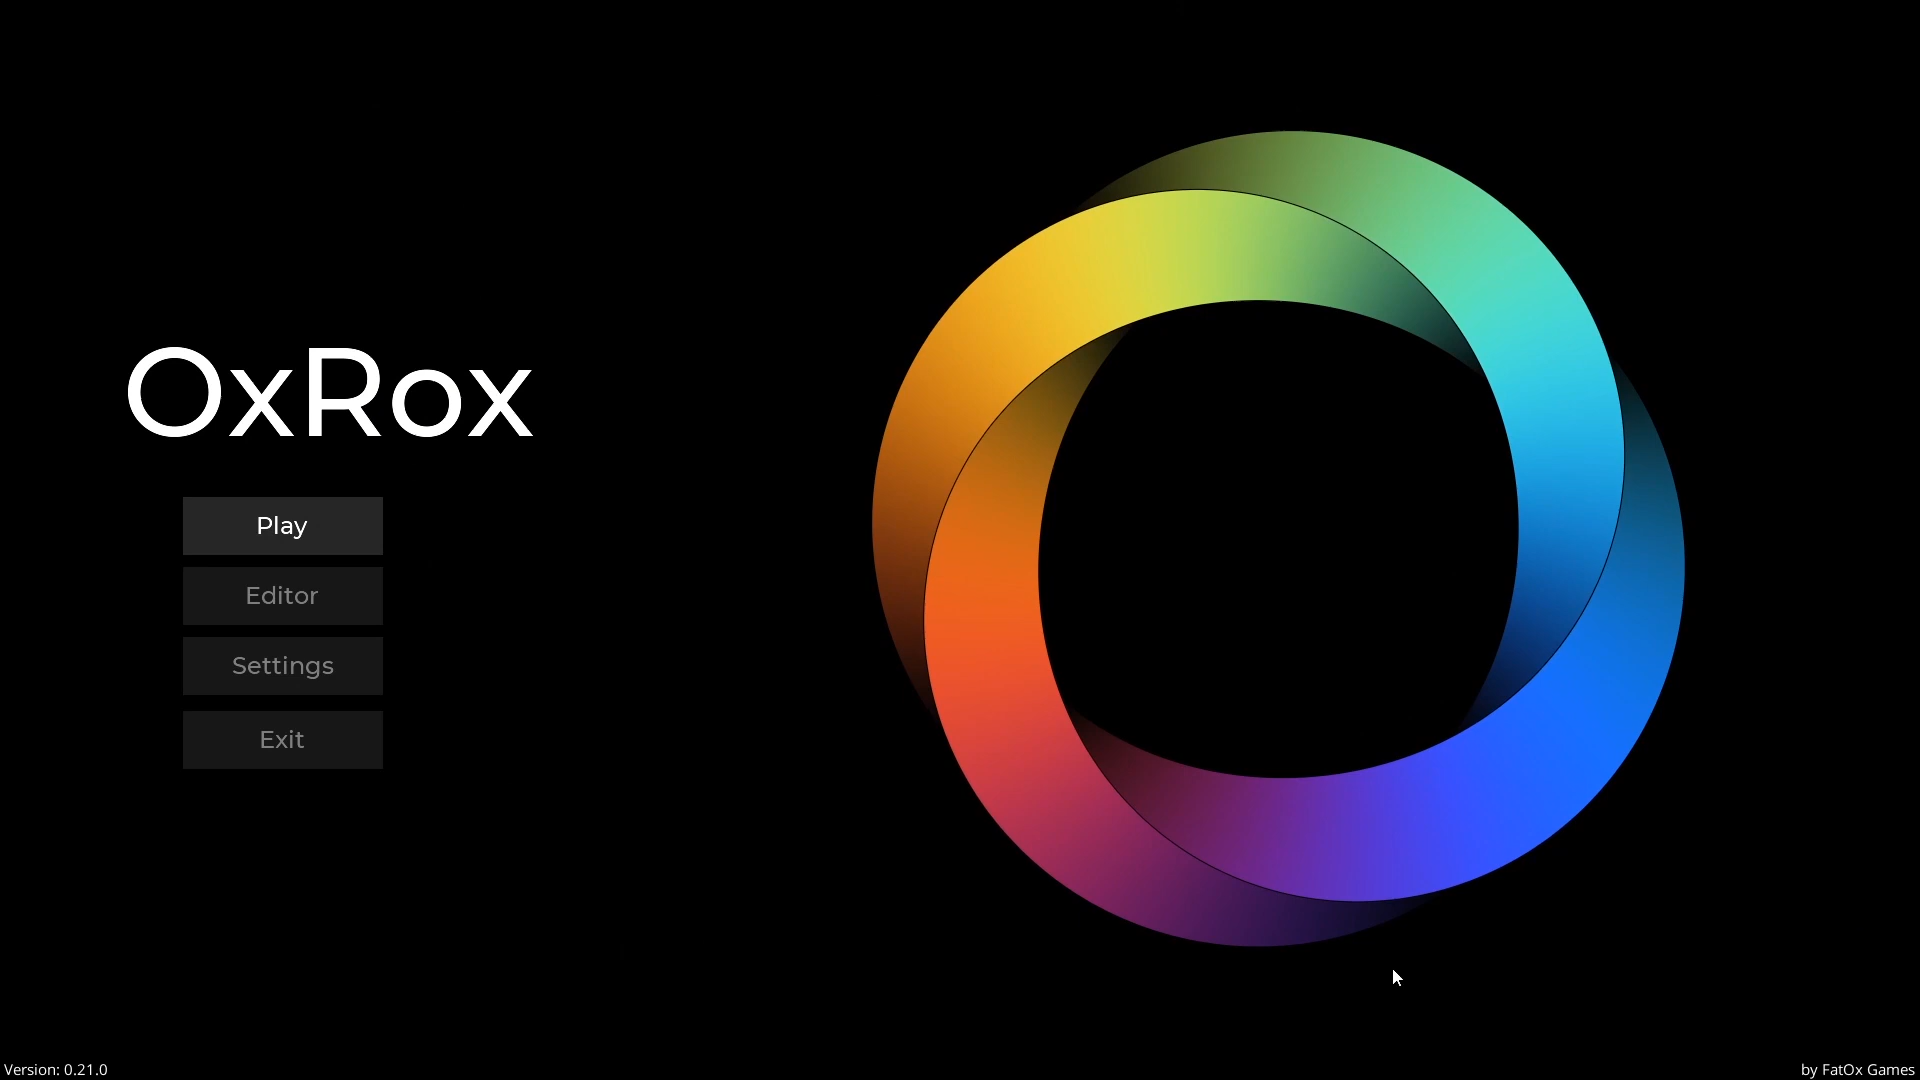 OxRox
Play
Editor
Settings
Exit
Version: 0.21.0
by FatOx Games